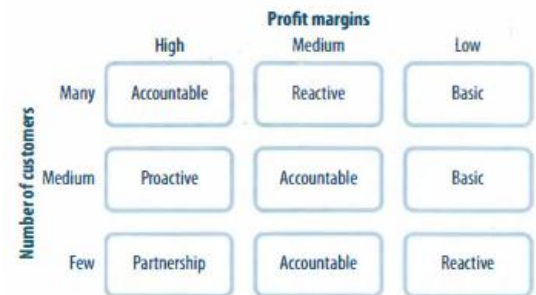 Profit margins
High Medium Low
Number of customers
Many Accountable Reactive Basic
Medium Proactive Accountable Basic
Few Partnership Accountable Reactive